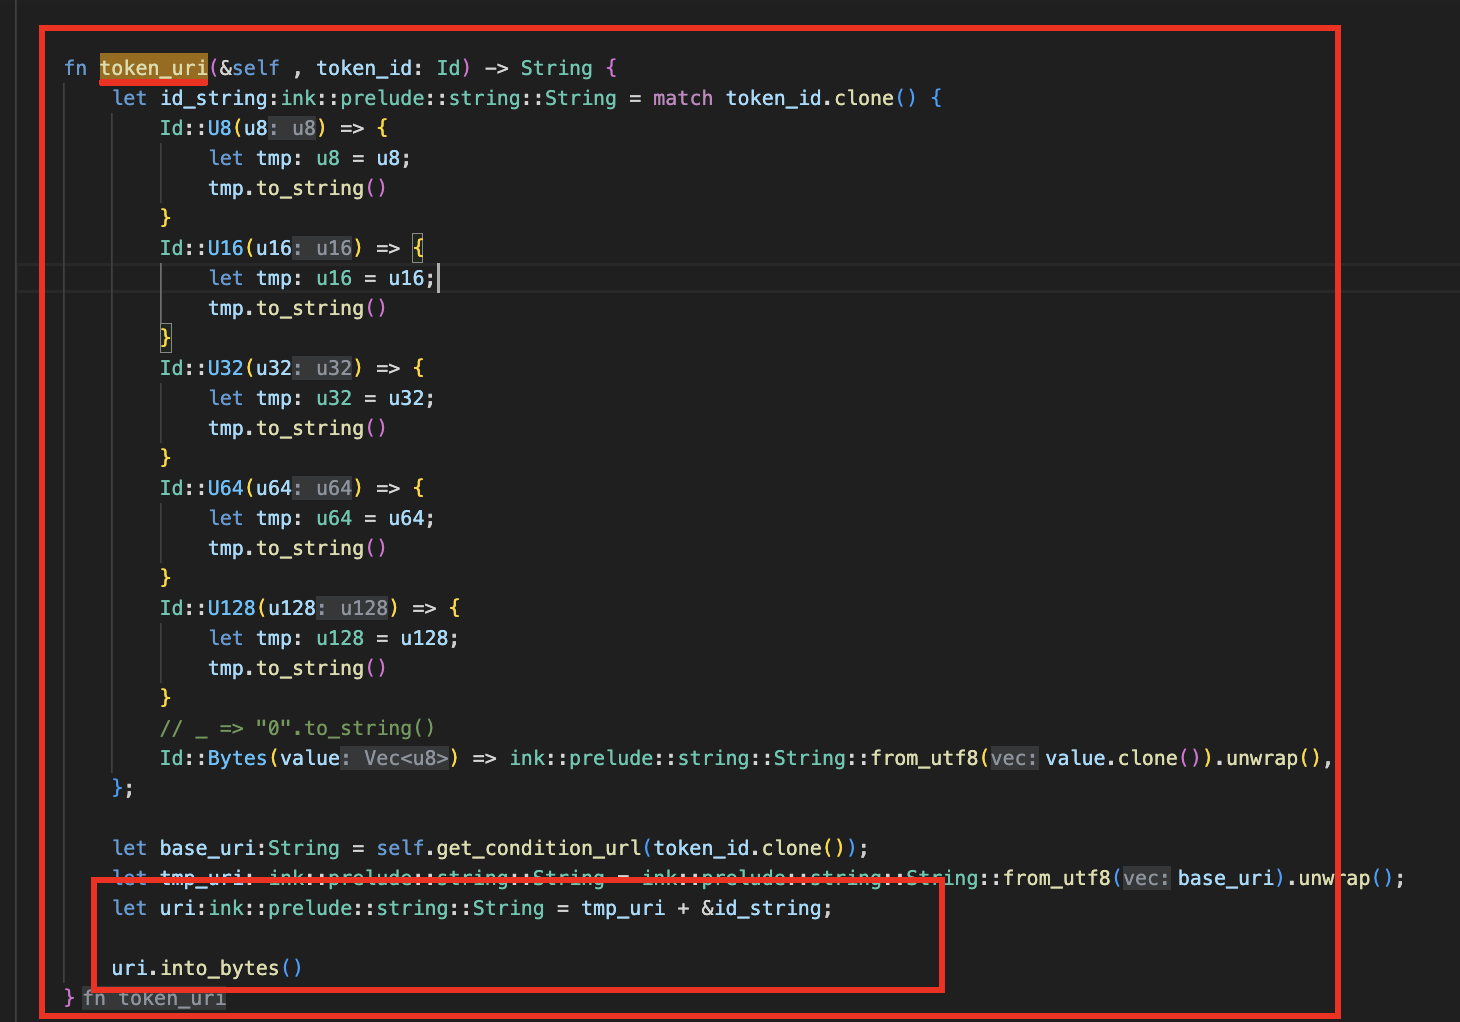 fn token_uri(&self , token_id: Id) -> String {
let id_string:ink::prelude::string::String = match token_id.clone() {
Id::U8(u8: u8) => {
let tmp: u8 = u8;
tmp.to_string()
}
Id::U16(u16: u16) => {
let tmp: u16 = u16;
tmp.to_string()
}
Id::U32(u32: u32) => {
let tmp: u32 = u32;
tmp.to_string()
}
Id::U64(u64: u64) => {
let tmp: u64 = u64;
tmp.to_string()
}
Id::U128(u128: u128) => {
let tmp: u128 = u128;
tmp.to_string()
}
// _ => "0".to_string()
Id::Bytes(value: Vec<u8>) => ink::prelude::string::String::from_utf8(vec: value.clone()).unwrap(),
};
let base_uri:String = self.get_condition_url(token_id.clone());
let tmp_uri: ink::prelude::string::String = ink::prelude::string::String::from_utf8(vec: base_uri).unwrap();
let uri:ink::prelude::string::String = tmp_uri + &id_string;
uri.into_bytes()
} fn token_uri